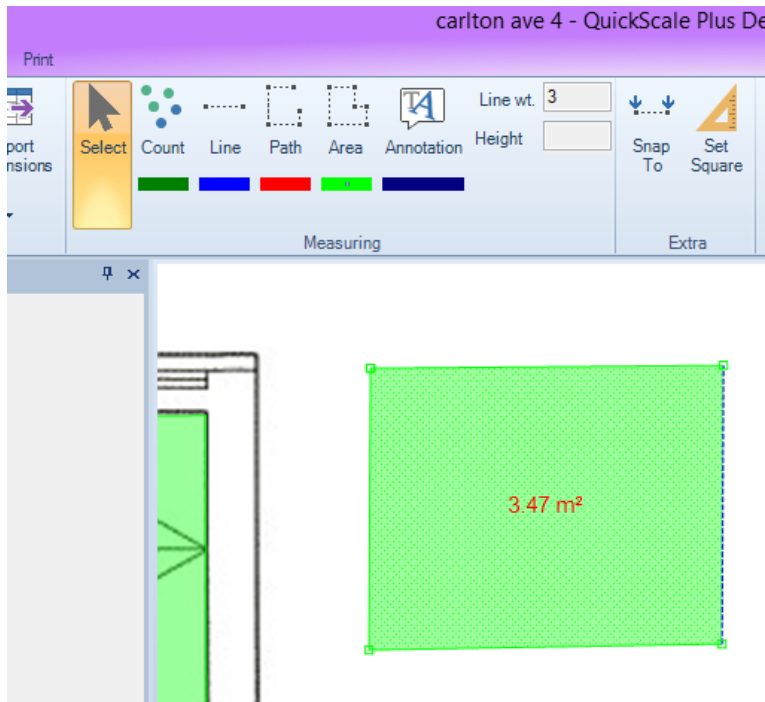 carlton ave 4 - QuickScale Plus De
Print
port
nsions
Select
Count
Line
Path
Area
Annotation
Line wt. 3
Height
Snap
To
Set
Square
Measuring
Extra
3.47 m²